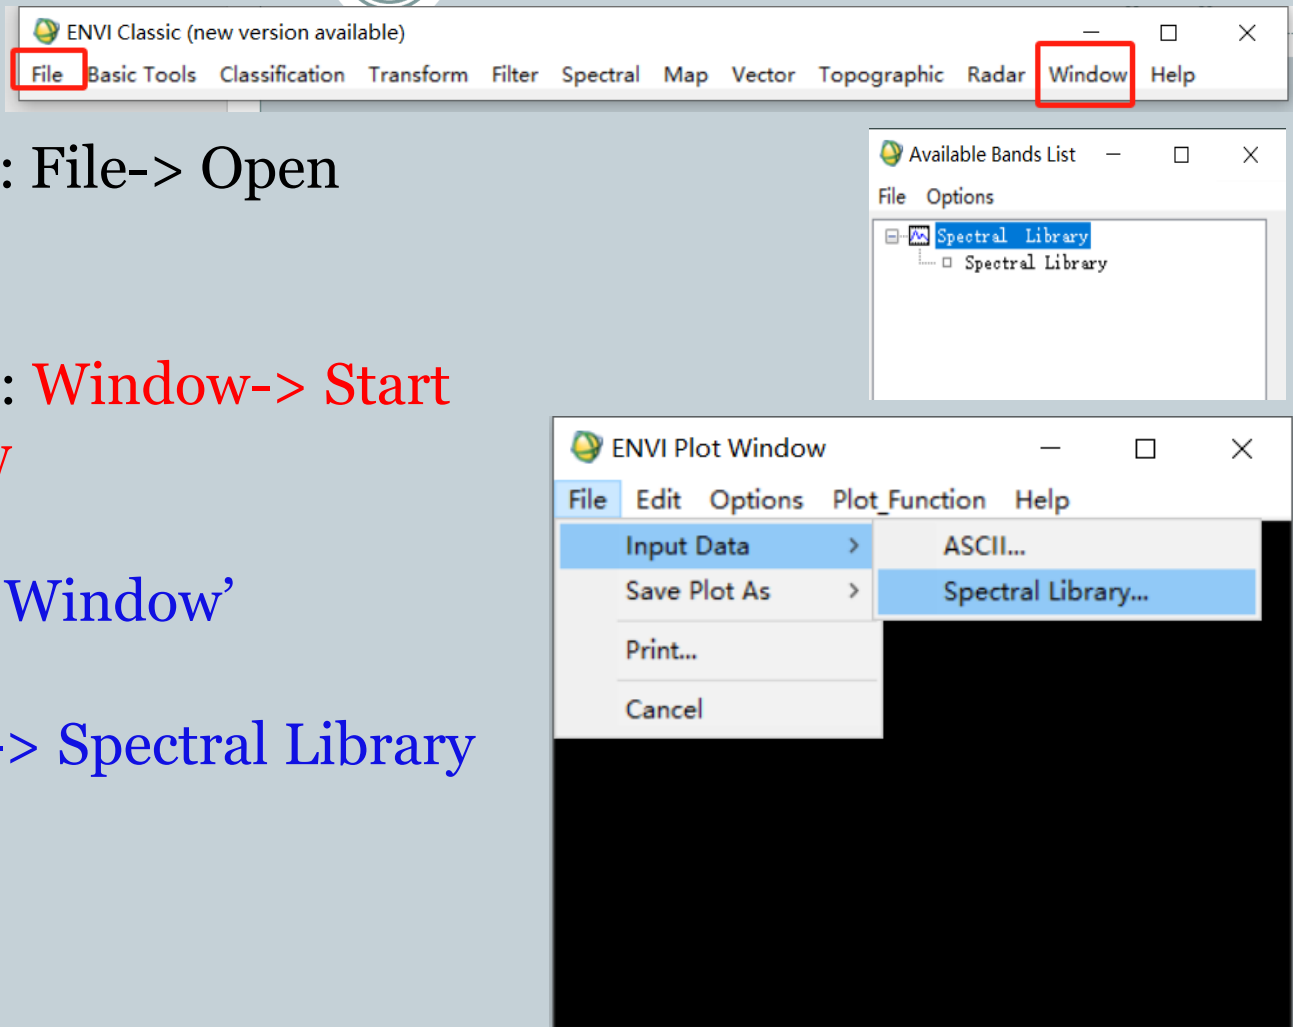 ENVI Classic (new version available)
File Basic Tools Classification Transform Filter Spectral Map Vector Topographic Radar Window Help
: File-> Open
Available Bands List
File Options
Spectral Library
Spectral Library
: Window-> Start
y
Window’
-> Spectral Library
ENVI Plot Window
File Edit Options Plot_Function Help
Input Data > ASCII...
Save Plot As > Spectral Library...
Print...
Cancel